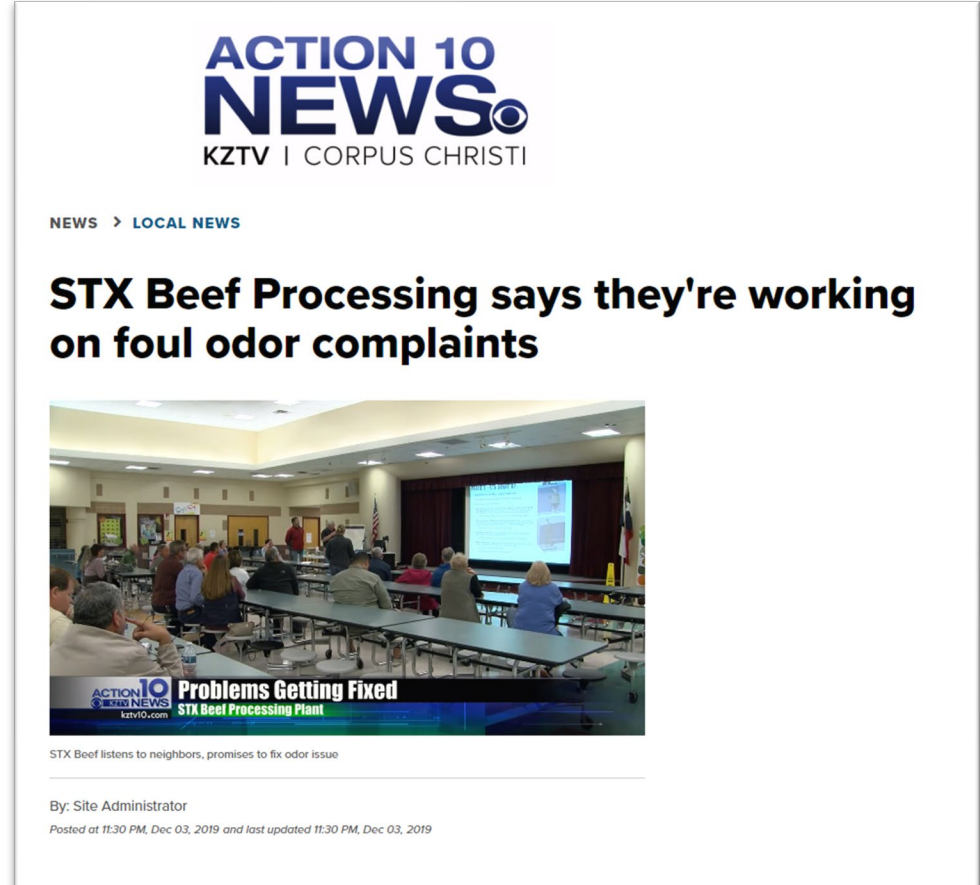 ACTION 10
NEWS
KZTV | CORPUS CHRISTI
NEWS > LOCAL NEWS
STX Beef Processing says they're working
on foul odor complaints
ACTION 10
KZTV NEWS
kztv10.com
Problems Getting Fixed
STX Beef Processing Plant
STX Beef listens to neighbors, promises to fix odor issue
By: Site Administrator
Posted at 11:30 PM, Dec 03, 2019 and last updated 11:30 PM, Dec 03, 2019